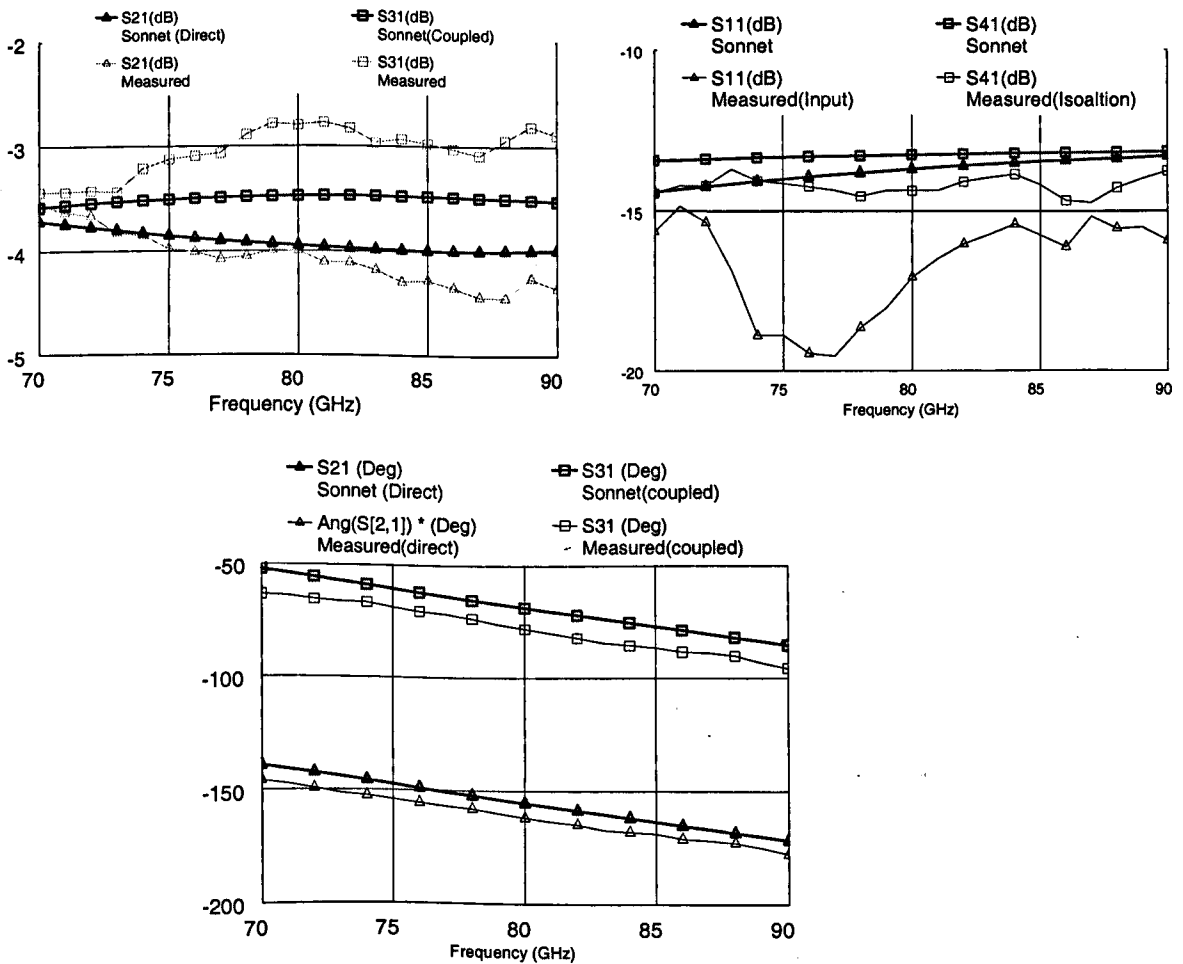 S21(dB)
Sonnet (Direct)
S31(dB)
Sonnet(Coupled)
S21(dB)
Measured
S31(dB)
Measured
-2
-3
-4
-5
70
75
80
85
90
Frequency (GHz)
S11(dB)
Sonnet
S41(dB)
Sonnet
S11(dB)
Measured(Input)
S41(dB)
Measured(Isoaltion)
-10
-15
-20
70
75
80
85
90
Frequency (GHz)
S21 (Deg)
Sonnet (Direct)
S31 (Deg)
Sonnet(coupled)
Ang(S[2,1]) * (Deg)
Measured(direct)
S31 (Deg)
Measured(coupled)
-50
-100
-150
-200
70
75
80
85
90
Frequency (GHz)